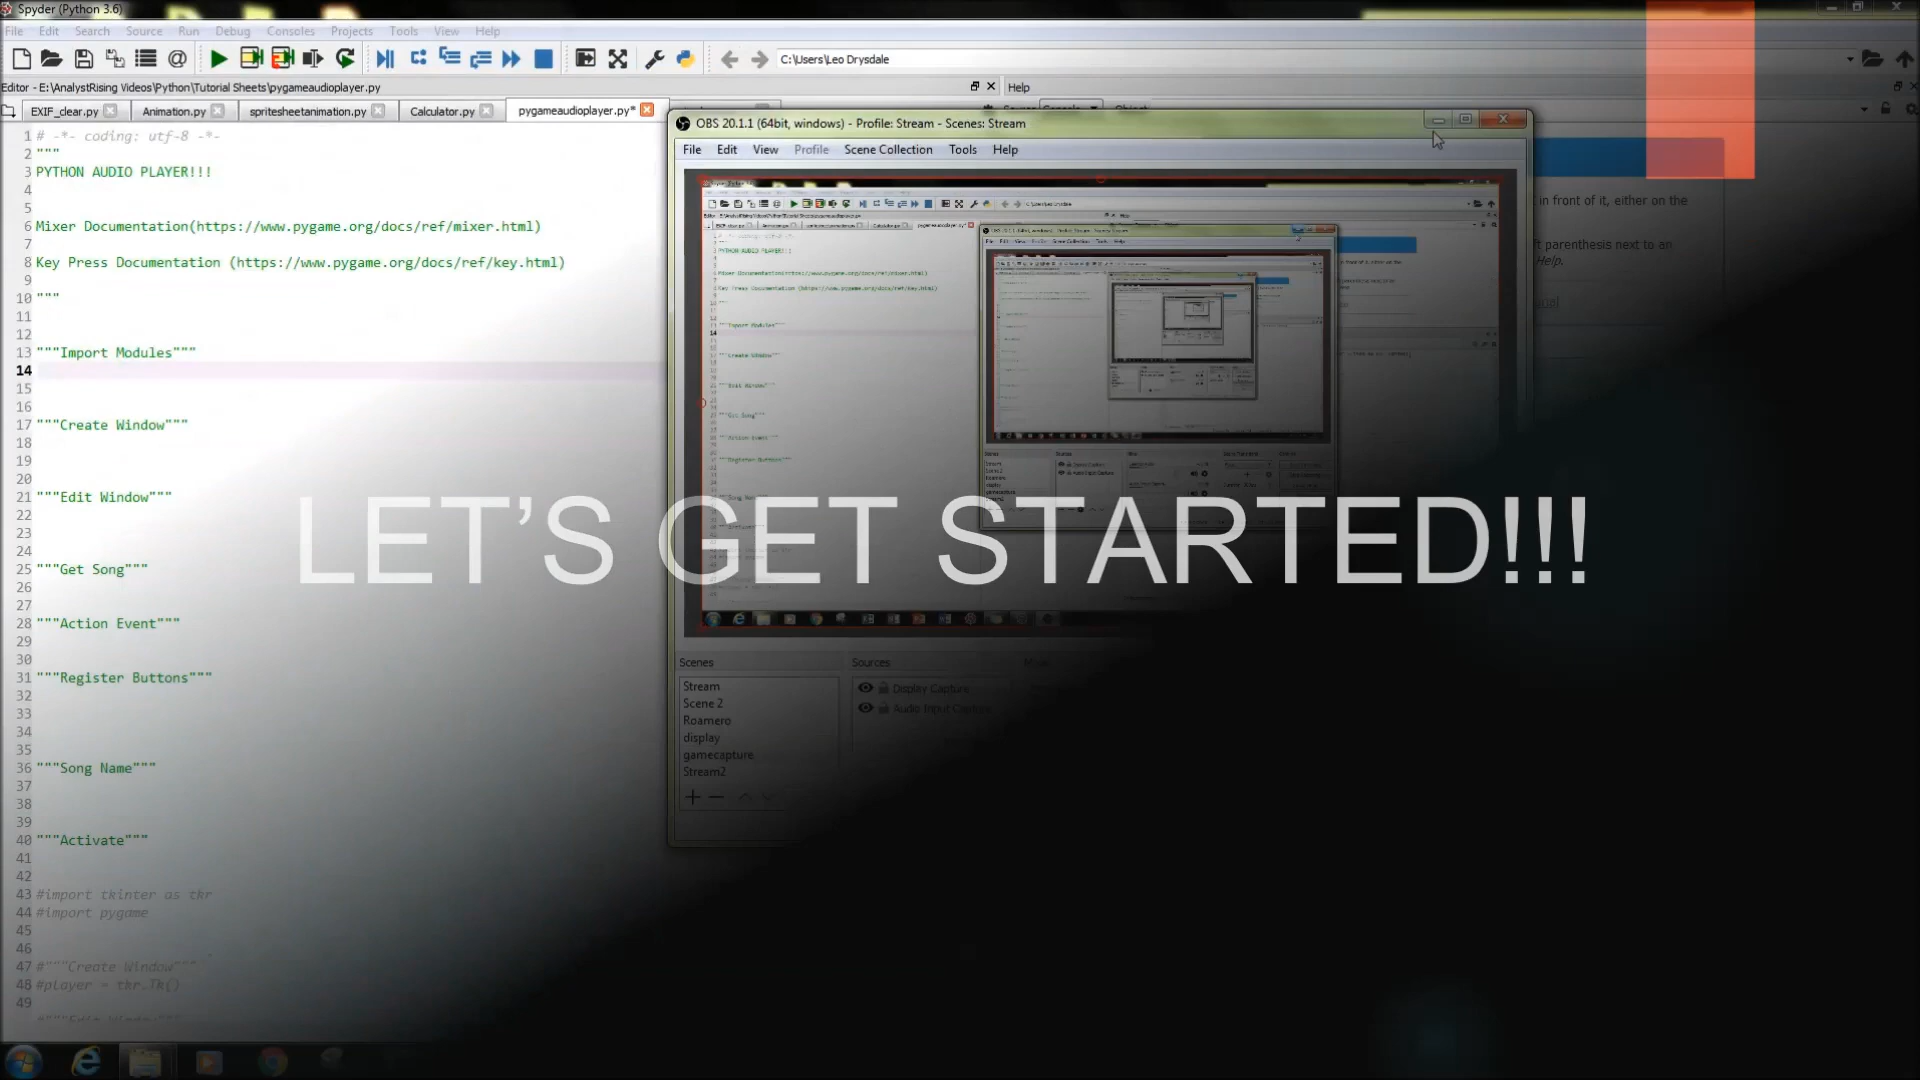 Spyder (Python 3.6)
File Edit Search Source Run Debug Consoles Projects Tools View Help
C:\Users\Leo Drysdale
Editor - E:\AnalystRising Videos\Python\Tutorial Sheets\pygameaudioplayer.py
Help
EXIF_clear.py Animation.py spritesheetanimation.py Calculator.py pygameaudioplayer.py*
1 # -*- coding: utf-8 -*-
2 """
3 PYTHON AUDIO PLAYER!!!
4
5
6 Mixer Documentation(https://www.pygame.org/docs/ref/mixer.html)
7
8 Key Press Documentation (https://www.pygame.org/docs/ref/key.html)
9
10 """
11
12
13 """Import Modules"""
14
15
16
17 """Create Window"""
18
19
20
21 """Edit Window"""
22
23
24
25 """Get Song"""
26
27
28 """Action Event"""
29
30
31 """Register Buttons"""
32
33
34
35
36 """Song Name"""
37
38
39
40 """Activate"""
41
42
43 #import tkinter as tkr
44 #import pygame
45
46
47 #"""Create Window"""
48 #player = tkr.Tk()
49
#"""Edit Window"""
OBS 20.1.1 (64bit, windows) - Profile: Stream - Scenes: Stream
File Edit View Profile Scene Collection Tools Help
in front of it, either on the
ft parenthesis next to an
Help.
LET'S GET STARTED!!!
Scenes
Stream
Scene 2
Roamero
display
gamecapture
Stream2
Sources
Display Capture
Audio Input Capture
Mixer